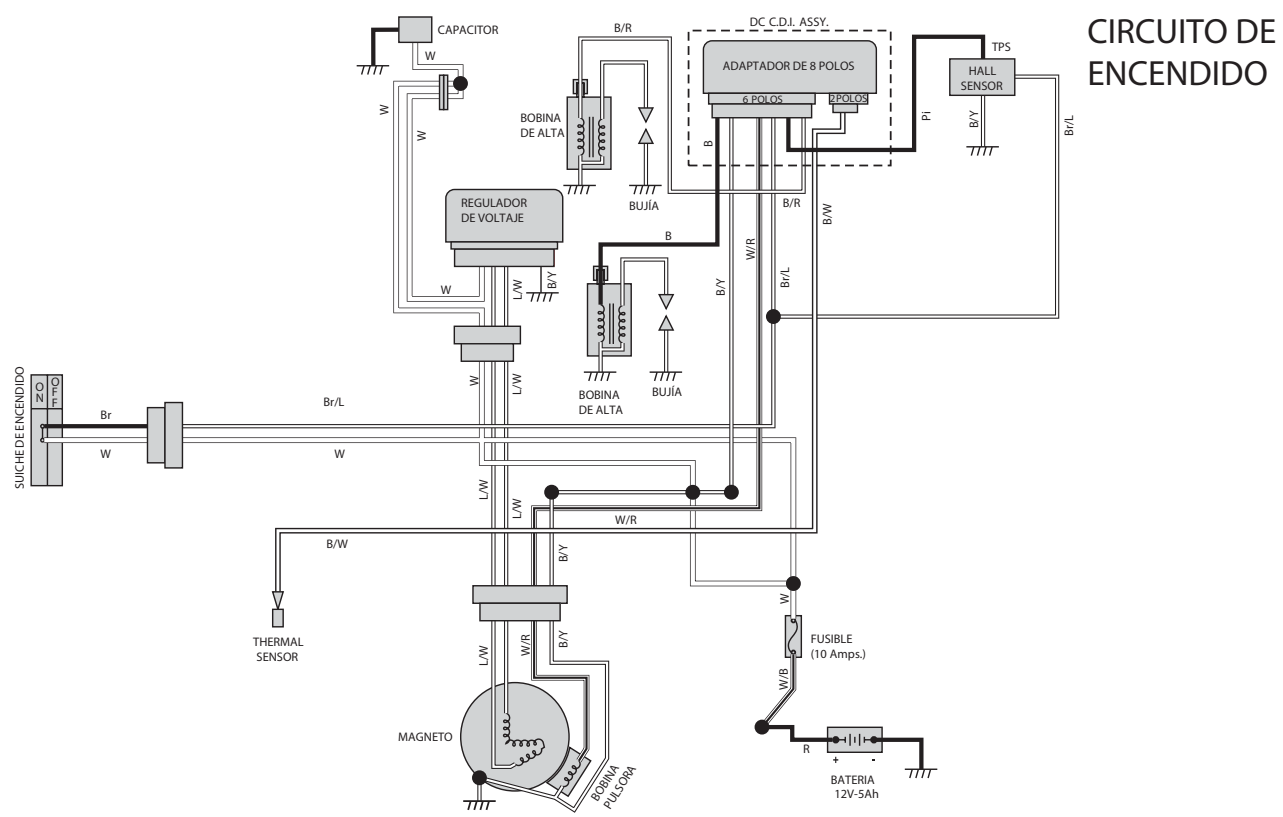 CIRCUITO DE
ENCENDIDO
DC C.D.I. ASSY.
CAPACITOR
B/R
W
ADAPTADOR DE 8 POLOS
TPS
HALL
SENSOR
6 POLOS
2POLOS
W
W
BOBINA
DE ALTA
B
Pi
B/Y
Br/L
REGULADOR
DE VOLTAJE
BUJÍA
B/R
B/W
B
W/R
W
L/W
B/Y
B/Y
Br/L
W
L/W
BOBINA
DE ALTA
BUJÍA
SUICHE DE ENCENDIDO
ON
OFF
Br
Br/L
W
W
L/W
L/W
W/R
B/W
B/Y
W
THERMAL
SENSOR
L/W
W/R
B/Y
FUSIBLE
(10 Amps.)
W/B
MAGNETO
BOBINA
PULSORA
R
+
-
BATERIA
12V-5Ah